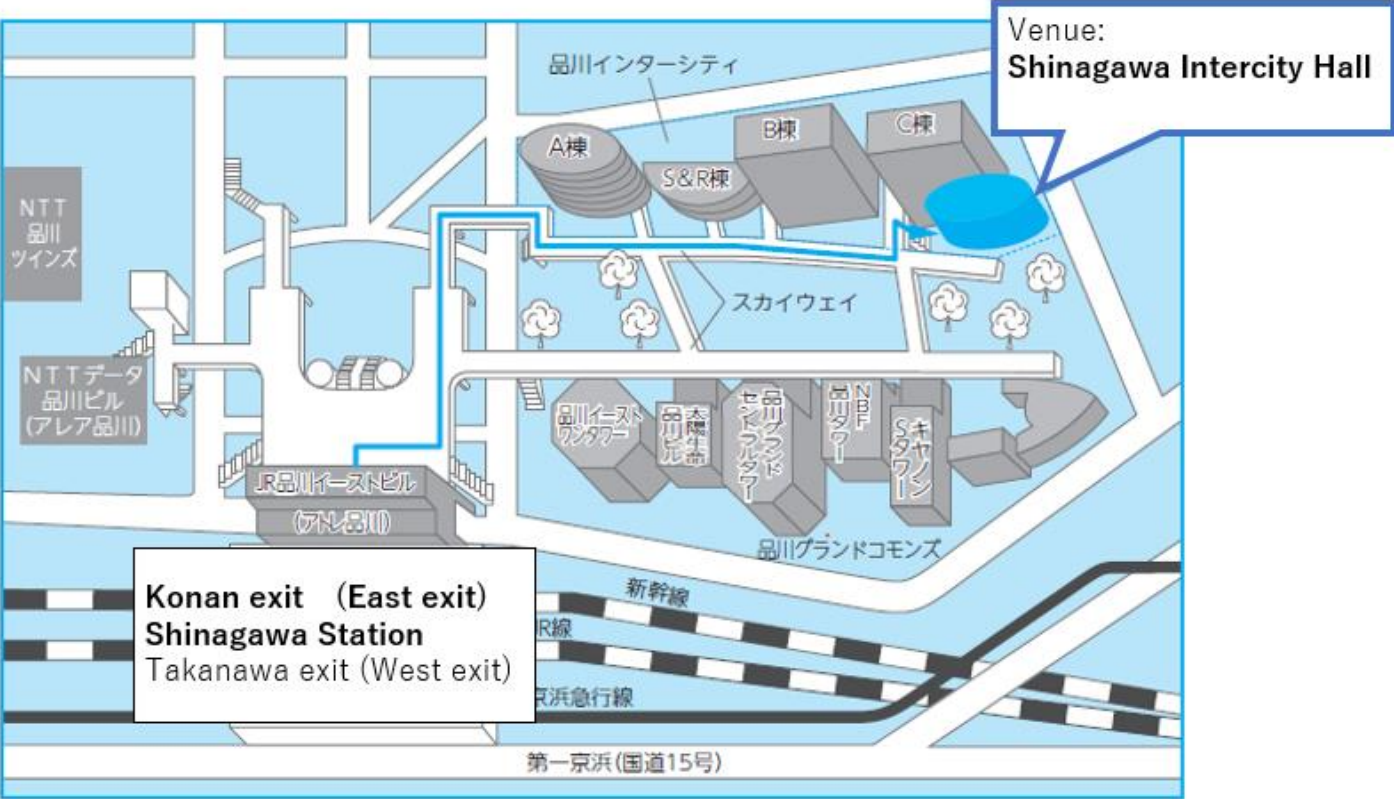 Venue:
Shinagawa Intercity Hall
品川インターシティ
A棟
S&R棟
B棟
C棟
NTT
品川
ツインズ
スカイウェイ
NTTデータ
品川ビル
(アレア品川)
品川イースト
ワンタワー
太陽生命
品川ビル
品川グランド
セントラルタワー
NBF
品川タワー
キヤノン
Sタワー
JR品川イーストビル
(アトレ品川)
品川グランドコモンズ
Konan exit (East exit)
Shinagawa Station
Takanawa exit (West exit)
新幹線
JR線
京浜急行線
第一京浜(国道15号)